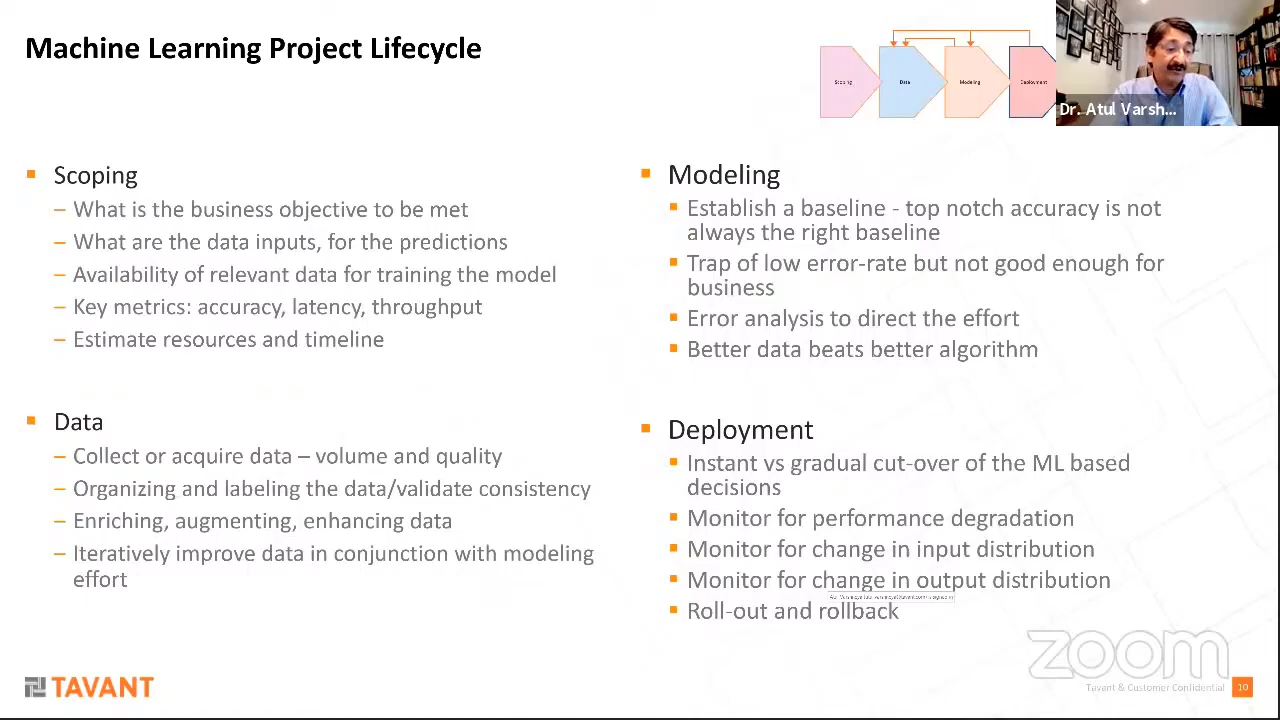 Machine Learning Project Lifecycle
Scoping
Data
Modeling
Deployment
Dr. Atul Varsh...
Scoping
– What is the business objective to be met
– What are the data inputs, for the predictions
– Availability of relevant data for training the model
– Key metrics: accuracy, latency, throughput
– Estimate resources and timeline
Data
– Collect or acquire data – volume and quality
– Organizing and labeling the data/validate consistency
– Enriching, augmenting, enhancing data
– Iteratively improve data in conjunction with modeling
effort
Modeling
Establish a baseline - top notch accuracy is not
always the right baseline
Trap of low error-rate but not good enough for
business
Error analysis to direct the effort
Better data beats better algorithm
Deployment
Instant vs gradual cut-over of the ML based
decisions
Monitor for performance degradation
Monitor for change in input distribution
Monitor for change in output distribution
Roll-out and rollback
zoom
TAVANT
Tavant & Customer Confidential
10